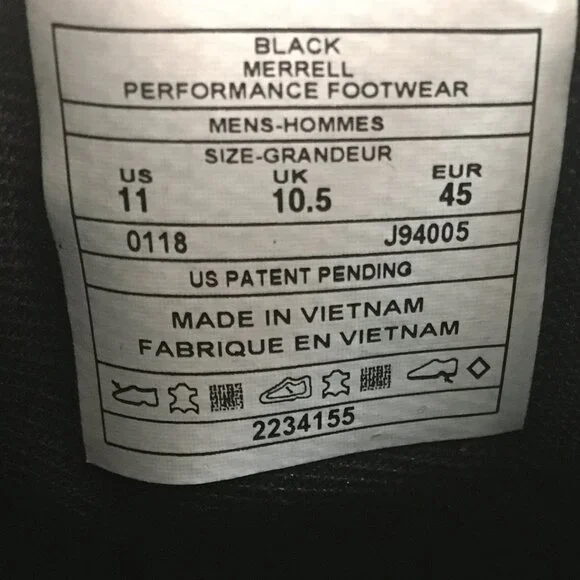 BLACK
MERRELL
PERFORMANCE FOOTWEAR
MENS-HOMMES
SIZE-GRANDEUR
US UK EUR
11 10.5 45
0118 J94005
US PATENT PENDING
MADE IN VIETNAM
FABRIQUE EN VIETNAM
2234155